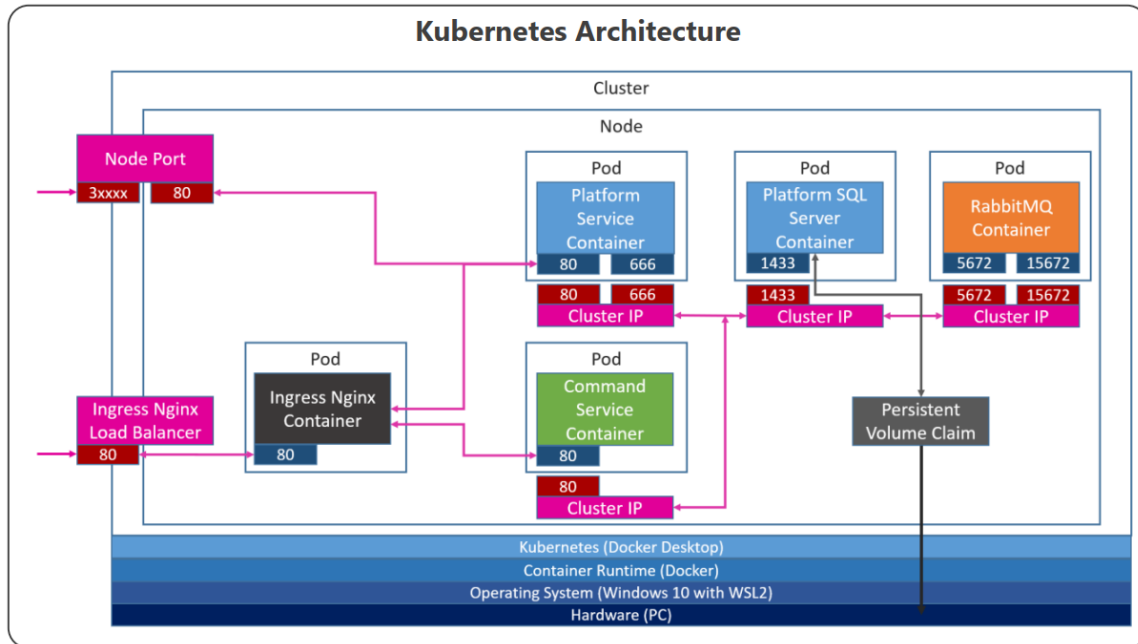 Kubernetes Architecture
Cluster
Node
Node Port
3xxxx 80
Pod
Platform
Service
Container
80 666
80 666
Cluster IP
Pod
Platform SQL
Server
Container
1433
1433
Cluster IP
Pod
RabbitMQ
Container
5672 15672
5672 15672
Cluster IP
Ingress Nginx
Load Balancer
80
Pod
Ingress Nginx
Container
80
Pod
Command
Service
Container
80
80
Cluster IP
Persistent
Volume Claim
Kubernetes (Docker Desktop)
Container Runtime (Docker)
Operating System (Windows 10 with WSL2)
Hardware (PC)